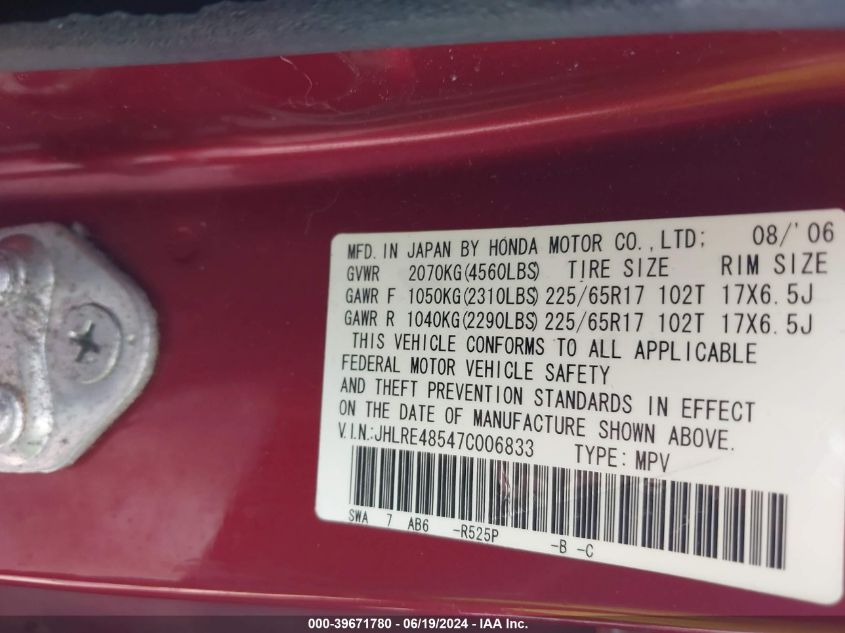 MFD. IN JAPAN BY HONDA MOTOR CO.,LTD; 08/'06
GVWR 2070KG(4560LBS) TIRE SIZE RIM SIZE
GAWR F 1050KG(2310LBS) 225/65R17 102T 17X6.5J
GAWR R 1040KG(2290LBS) 225/65R17 102T 17X6.5J
THIS VEHICLE CONFORMS TO ALL APPLICABLE
FEDERAL MOTOR VEHICLE SAFETY
AND THEFT PREVENTION STANDARDS IN EFFECT
ON THE DATE OF MANUFACTURE SHOWN ABOVE.
V.I.N.:JHLRE48547C006833 TYPE: MPV
SWA 7 AB6 -R525P -B -C
000-39671780 - 06/19/2024 - IAAI Inc.